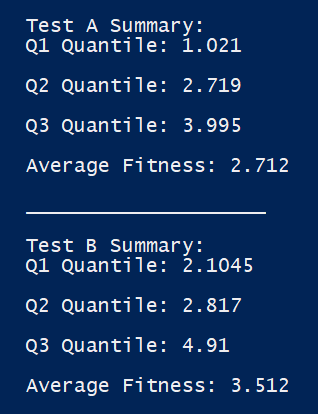 Test A Summary:
Q1 Quantile: 1.021
Q2 Quantile: 2.719
Q3 Quantile: 3.995
Average Fitness: 2.712
____________________
Test B Summary:
Q1 Quantile: 2.1045
Q2 Quantile: 2.817
Q3 Quantile: 4.91
Average Fitness: 3.512